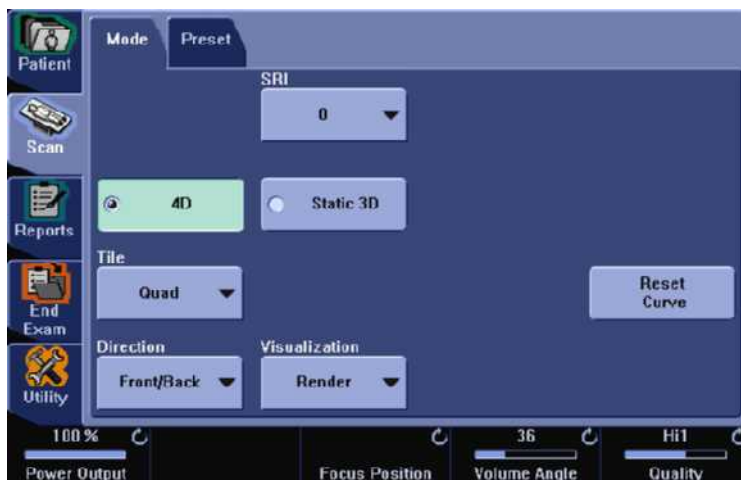 Patient
Mode
Preset
SRI
0
Scan
4D
Static 3D
Reports
Tile
Quad
Reset
Curve
End
Exam
Direction
Visualization
Front/Back
Render
Utility
100 %
36
Hi1
Power Output
Focus Position
Volume Angle
Quality